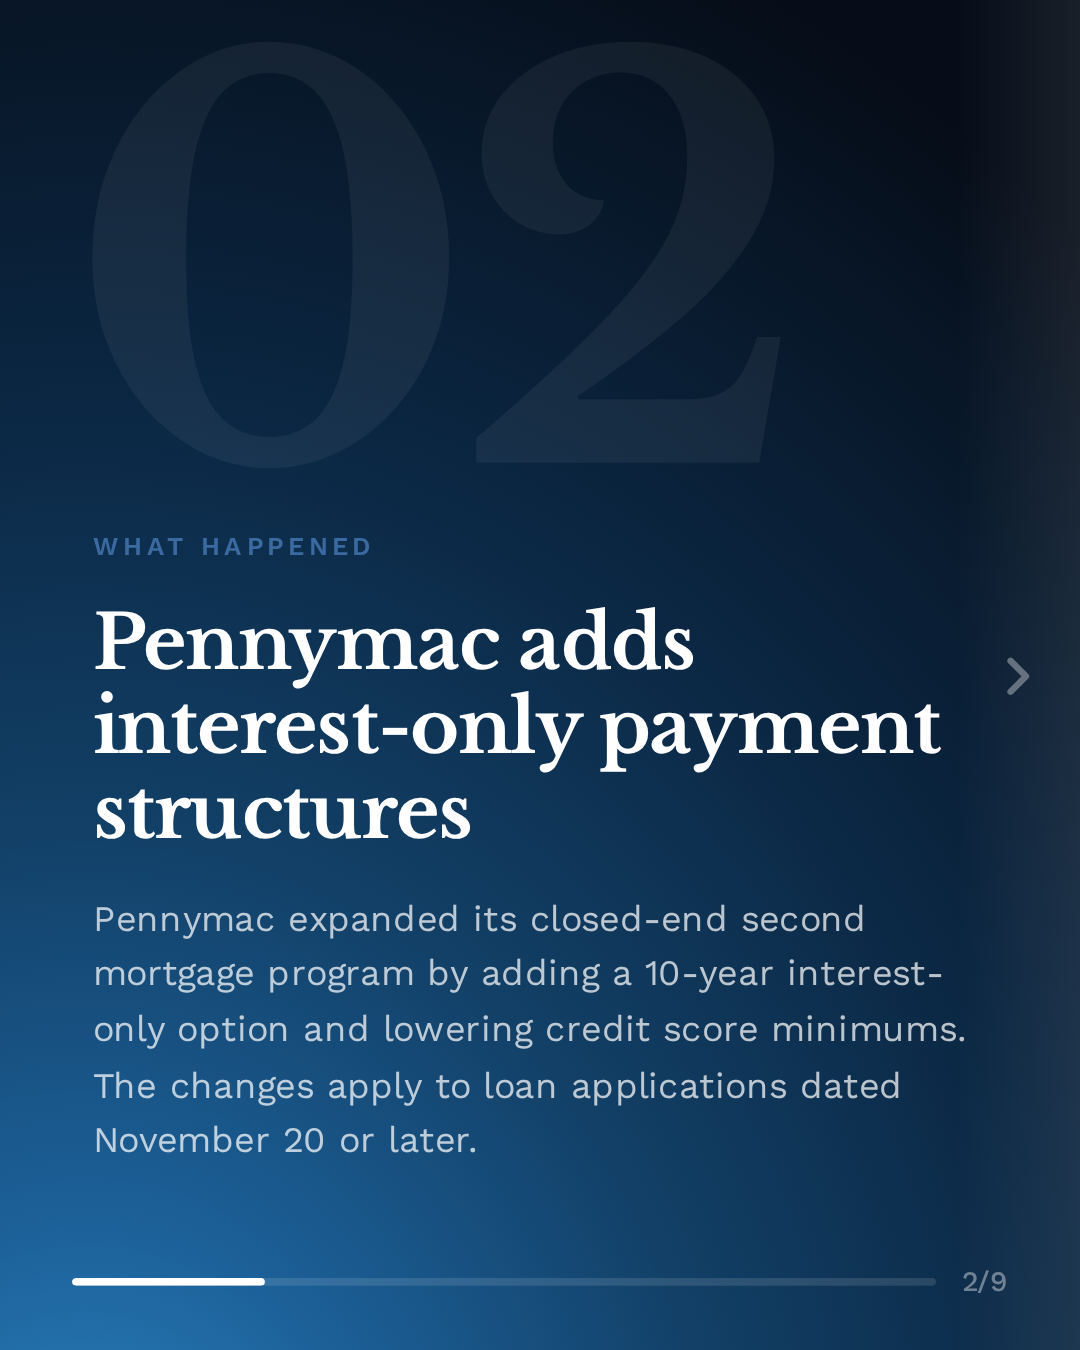 02
WHAT HAPPENED
Pennymac adds
interest-only payment
structures
Pennymac expanded its closed-end second
mortgage program by adding a 10-year interest-
only option and lowering credit score minimums.
The changes apply to loan applications dated
November 20 or later.
2/9